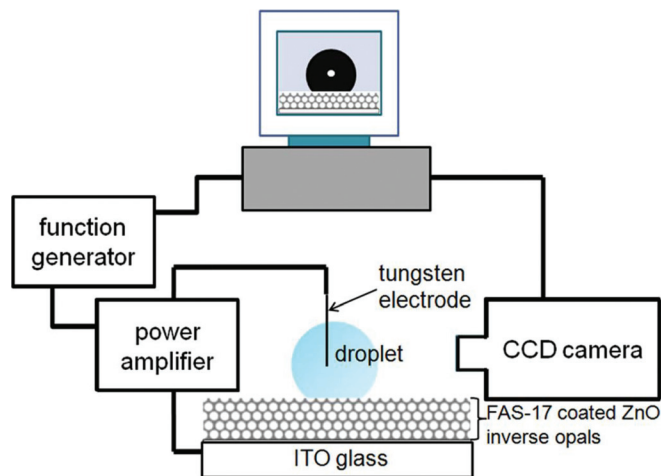 function
generator
tungsten
electrode
power
amplifier
droplet
CCD camera
FAS-17 coated ZnO
inverse opals
ITO glass